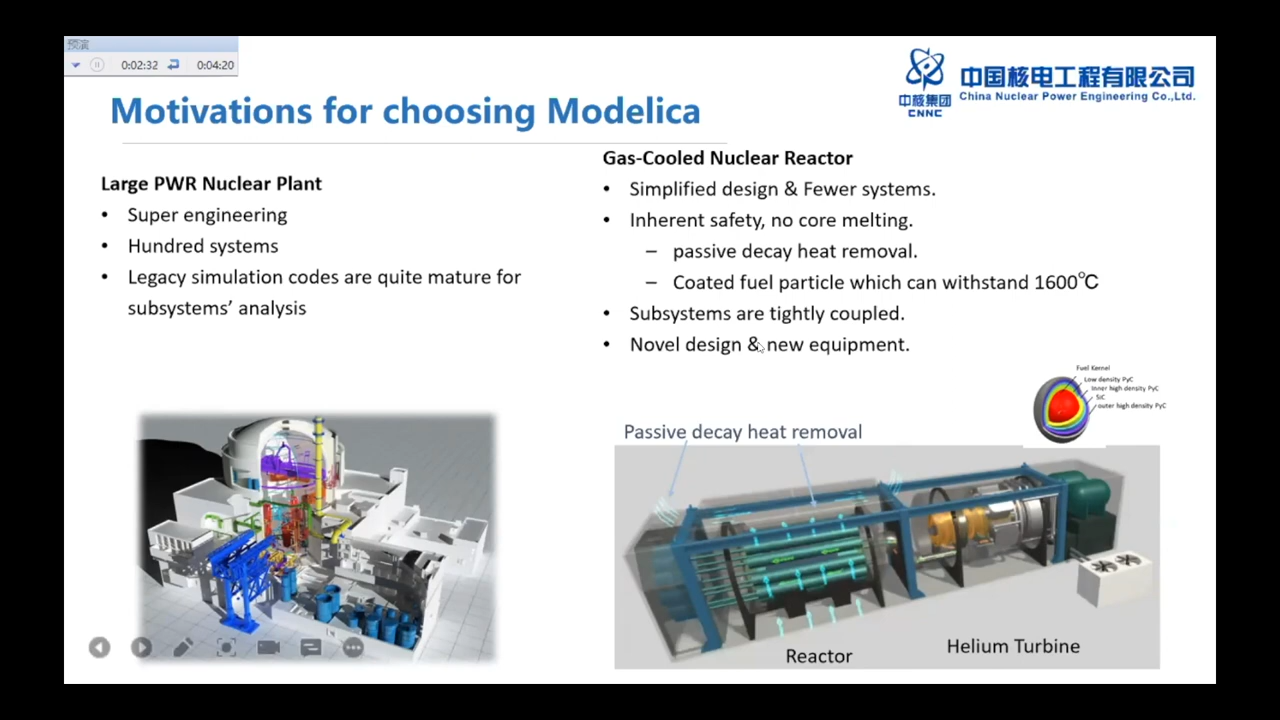 预演
0:02:32 0:04:20
中核集团
CNNC
中国核电工程有限公司
China Nuclear Power Engineering Co.,Ltd.
Motivations for choosing Modelica
Large PWR Nuclear Plant
• Super engineering
• Hundred systems
• Legacy simulation codes are quite mature for
subsystems’ analysis
Gas-Cooled Nuclear Reactor
• Simplified design & Fewer systems.
• Inherent safety, no core melting.
– passive decay heat removal.
– Coated fuel particle which can withstand 1600℃
• Subsystems are tightly coupled.
• Novel design & new equipment.
Fuel Kernel
Low density PyC
Inner high density PyC
SiC
outer high density PyC
Passive decay heat removal
Reactor
Helium Turbine